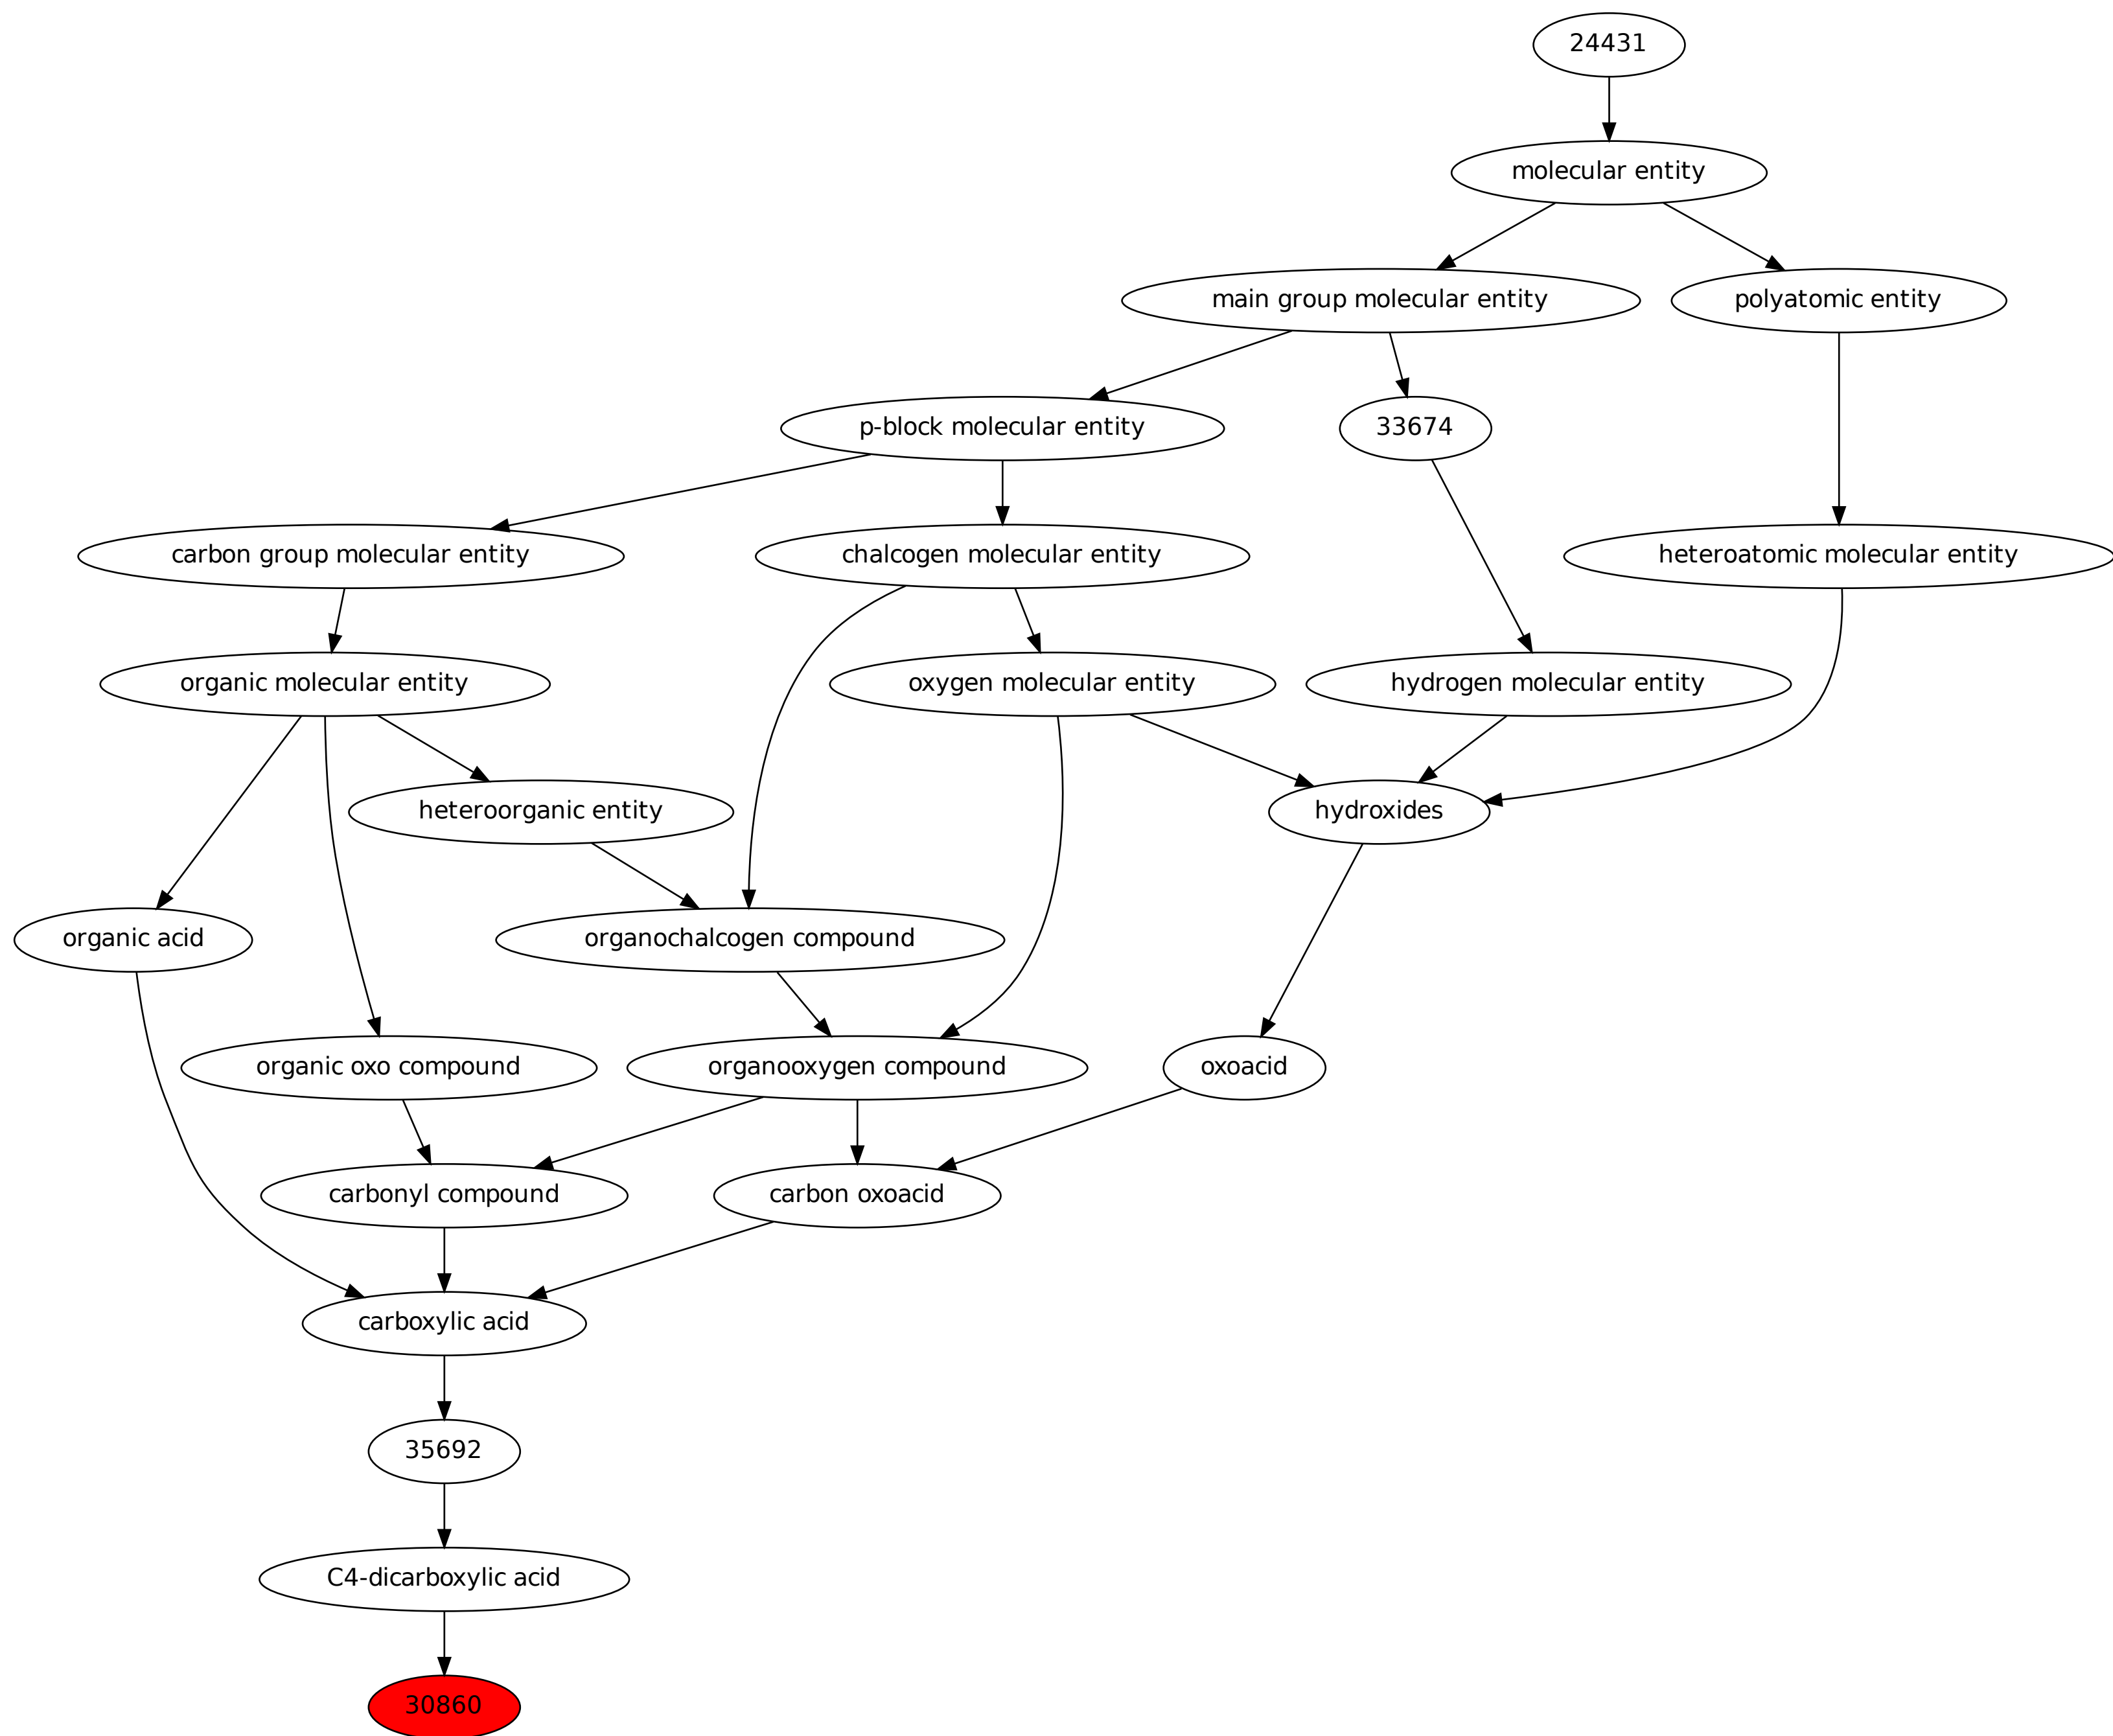 24431
molecular entity
main group molecular entity
polyatomic entity
p-block molecular entity
33674
carbon group molecular entity
chalcogen molecular entity
heteroatomic molecular entity
organic molecular entity
oxygen molecular entity
hydrogen molecular entity
heteroorganic entity
hydroxides
organic acid
organochalcogen compound
organic oxo compound
organooxygen compound
oxoacid
carbonyl compound
carbon oxoacid
carboxylic acid
35692
C4-dicarboxylic acid
30860